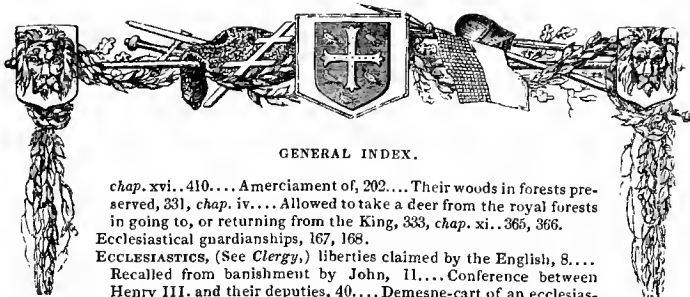 GENERAL INDEX.
chap. xvi..410.... Amerciament of, 202.... Their woods in forests pre-
served, 331, chap. iv.... Allowed to take a deer from the royal forests
in going to, or returning from the King, 333, chap. xi..365, 366.
Ecclesiastical guardianships, 167, 168.
ECCLESIASTICS, (See Clergy,) liberties claimed by the English, 8....
Recalled from banishment by John, 11.... Conference between
Henry III. and their deputies, 40.... Demesne-cart of an ecclesias-